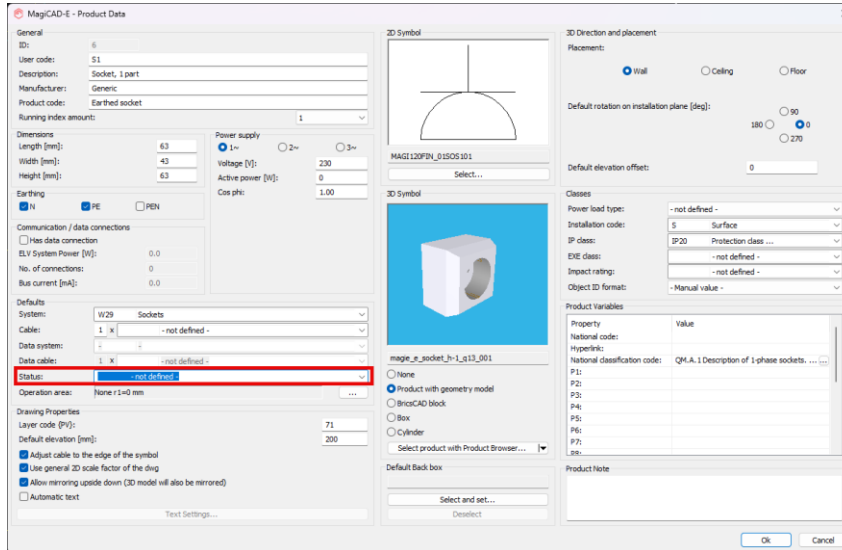 MagiCAD-E - Product Data
General
ID: 6
User code: S1
Description: Socket, 1 part
Manufacturer: Generic
Product code: Earthed socket
Running index amount: 1
Dimensions
Length [mm]: 63
Width [mm]: 43
Height [mm]: 63
Power supply
1~ 2~ 3~
Voltage [V]: 230
Active power [W]: 0
Cos phi: 1.00
Earthing
N PE PEN
Communication / data connections
Has data connection
ELV System Power [W]: 0.0
No. of connections: 0
Bus current [mA]: 0.0
Defaults
System: W29 Sockets
Cable: 1 x - not defined -
Data system: - -
Data cable: 1 x - not defined -
Status: - not defined -
Operation area: None r1=0 mm ...
Drawing Properties
Layer code (PV): 71
Default elevation [mm]: 200
Adjust cable to the edge of the symbol
Use general 2D scale factor of the dwg
Allow mirroring upside down (3D model will also be mirrored)
Automatic text
Text Settings...
2D Symbol
MAGI120FIN_01SOS101
Select...
3D Symbol
magie_e_socket_h-1_q13_001
None
Product with geometry model
BricsCAD block
Box
Cylinder
Select product with Product Browser...
Default Back box
Select and set...
Deselect
3D Direction and placement
Placement:
Wall Ceiling Floor
Default rotation on installation plane [deg]:
90
180 0
270
Default elevation offset: 0
Classes
Power load type: - not defined -
Installation code: S Surface
IP class: IP20 Protection class ...
EXE class: - not defined -
Impact rating: - not defined -
Object ID format: - Manual value -
Product Variables
Property Value
National code:
Hyperlink:
National classification code: QM.A.1 Description of 1-phase sockets. ... ...
P1:
P2:
P3:
P4:
P5:
P6:
P7:
P8:
Product Note
Ok Cancel